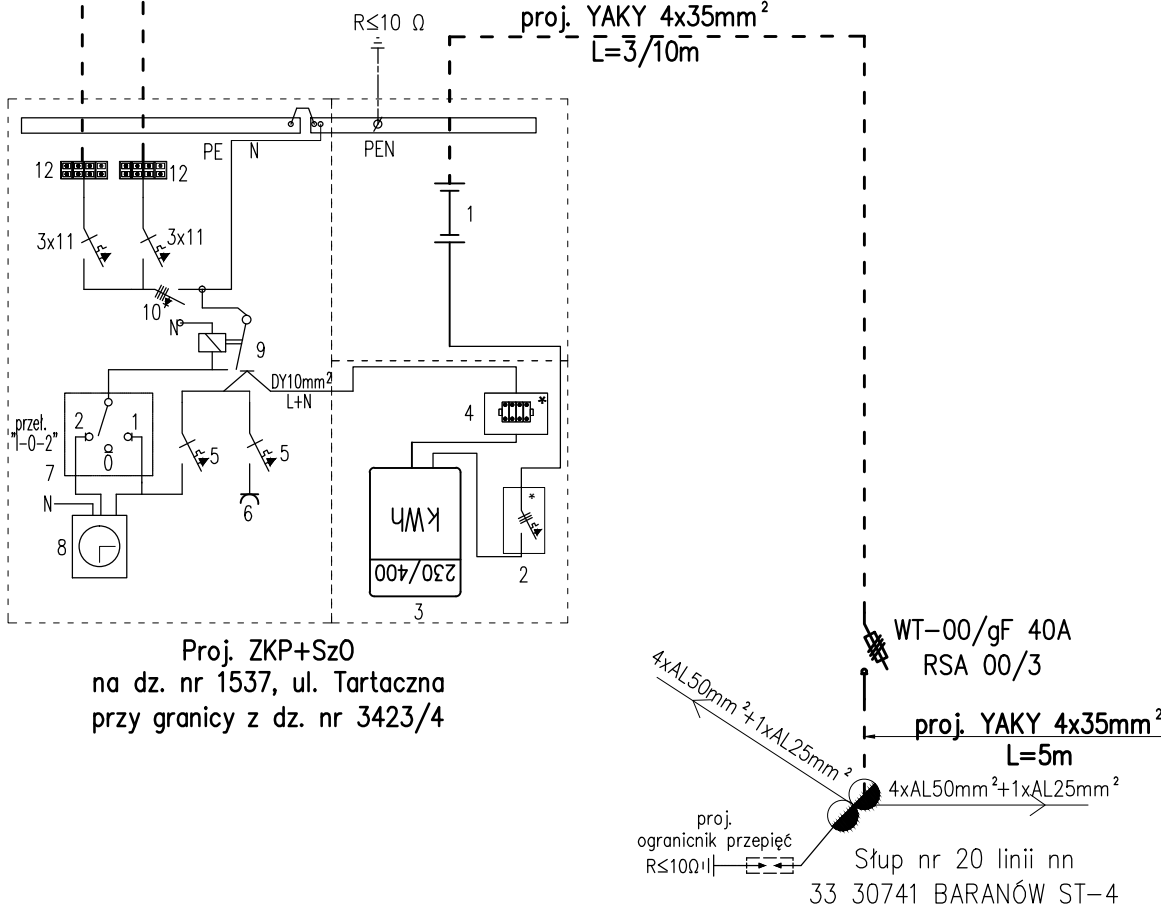 R≤10 Ω
proj. YAKY 4x35mm²
L=3/10m
PE N
PEN
12
12
1
3x11
3x11
10
N
9
DY10mm²
L+N
4
*
przeł.
"I-0-2"
2
1
0
7
5
5
6
N
8
kWh
230/400
3
*
2
Proj. ZKP+SzO
na dz. nr 1537, ul. Tartaczna
przy granicy z dz. nr 3423/4
WT-00/gF 40A
RSA 00/3
4xAL50mm²+1xAL25mm²
proj. YAKY 4x35mm²
L=5m
4xAL50mm²+1xAL25mm²
proj.
ogranicznik przepięć
R≤10Ω
Słup nr 20 linii nn
33 30741 BARANÓW ST-4